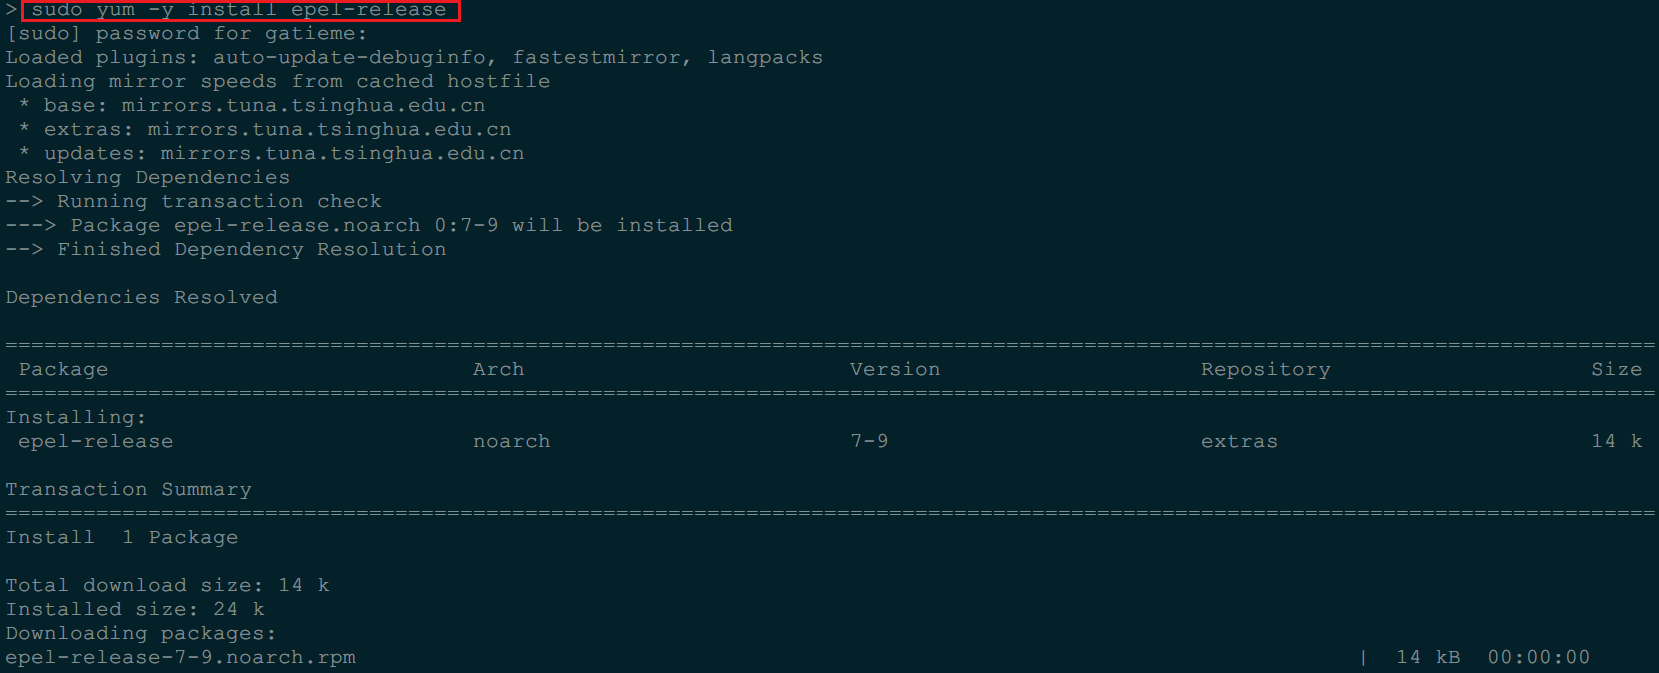 > sudo yum -y install epel-release
[sudo] password for gatieme:
Loaded plugins: auto-update-debuginfo, fastestmirror, langpacks
Loading mirror speeds from cached hostfile
 * base: mirrors.tuna.tsinghua.edu.cn
 * extras: mirrors.tuna.tsinghua.edu.cn
 * updates: mirrors.tuna.tsinghua.edu.cn
Resolving Dependencies
--> Running transaction check
---> Package epel-release.noarch 0:7-9 will be installed
--> Finished Dependency Resolution
Dependencies Resolved
===============================================================================================================================
 Package                            Arch                             Version                    Repository                    Size
===============================================================================================================================
Installing:
 epel-release                       noarch                           7-9                        extras                        14 k
Transaction Summary
===============================================================================================================================
Install  1 Package
Total download size: 14 k
Installed size: 24 k
Downloading packages:
epel-release-7-9.noarch.rpm                                                                             |  14 kB  00:00:00